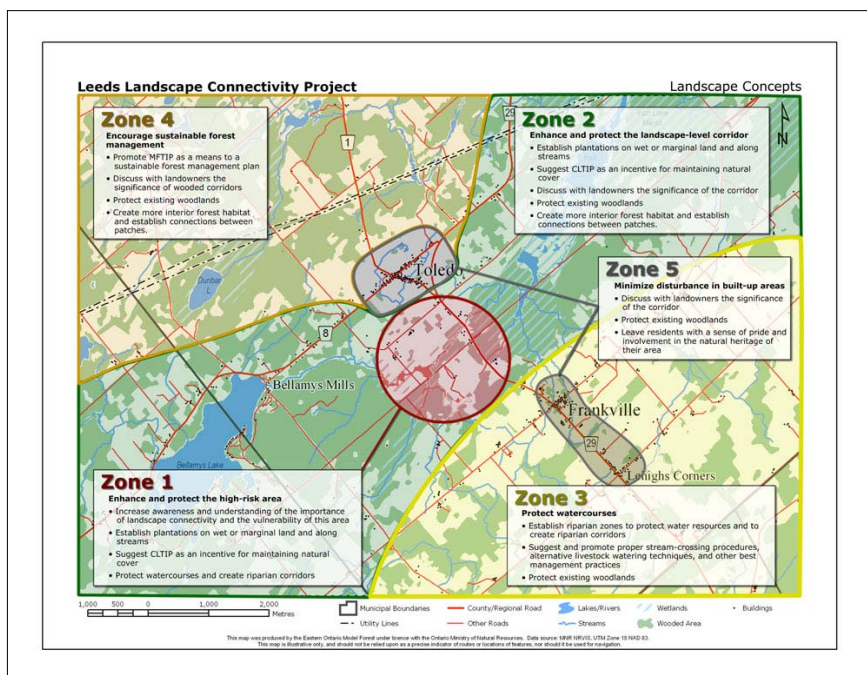 Leeds Landscape Connectivity Project
Landscape Concepts
Zone 4
Encourage sustainable forest
management
• Promote MFTIP as a means to a
sustainable forest management plan
• Discuss with landowners the
significance of wooded corridors
• Protect existing woodlands
• Create more interior forest habitat
and establish connections between
patches.
1
29
Zone 2
Enhance and protect the landscape-level corridor
• Establish plantations on wet or marginal land and along
streams
• Suggest CLTIP as an incentive for maintaining natural
cover
• Discuss with landowners the significance of the corridor
• Protect existing woodlands
• Create more interior forest habitat and establish
connections between patches.
N
Toledo
Zone 5
Minimize disturbance in built-up areas
• Discuss with landowners the significance
of the corridor
• Protect existing woodlands
• Leave residents with a sense of pride and
involvement in the natural heritage of
their area
Dunbar
L.
8
Bellamys Mills
Frankville
29
Lehighs Corners
Bellamys Lake
Zone 1
Enhance and protect the high-risk area
• Increase awareness and understanding of the importance
of landscape connectivity and the vulnerability of this area
• Establish plantations on wet or marginal land and along
streams
• Suggest CLTIP as an incentive for maintaining natural
cover
• Protect watercourses and create riparian corridors
Zone 3
Protect watercourses
• Establish riparian zones to protect water resources and to
create riparian corridors
• Suggest and promote proper stream-crossing procedures,
alternative livestock watering techniques, and other best
management practices
• Protect existing woodlands
1,000 500 0 1,000 2,000
Metres
Municipal Boundaries
County/Regional Road
Lakes/Rivers
Wetlands
Buildings
Utility Lines
Other Roads
Streams
Wooded Area
This map was produced by the Eastern Ontario Model Forest under licence with the Ontario Ministry of Natural Resources. Data source: MNR NRVIS, UTM Zone 18 NAD 83.
This map is illustrative only, and should not be relied upon as a precise indicator of routes or locations of features, nor should it be used for navigation.